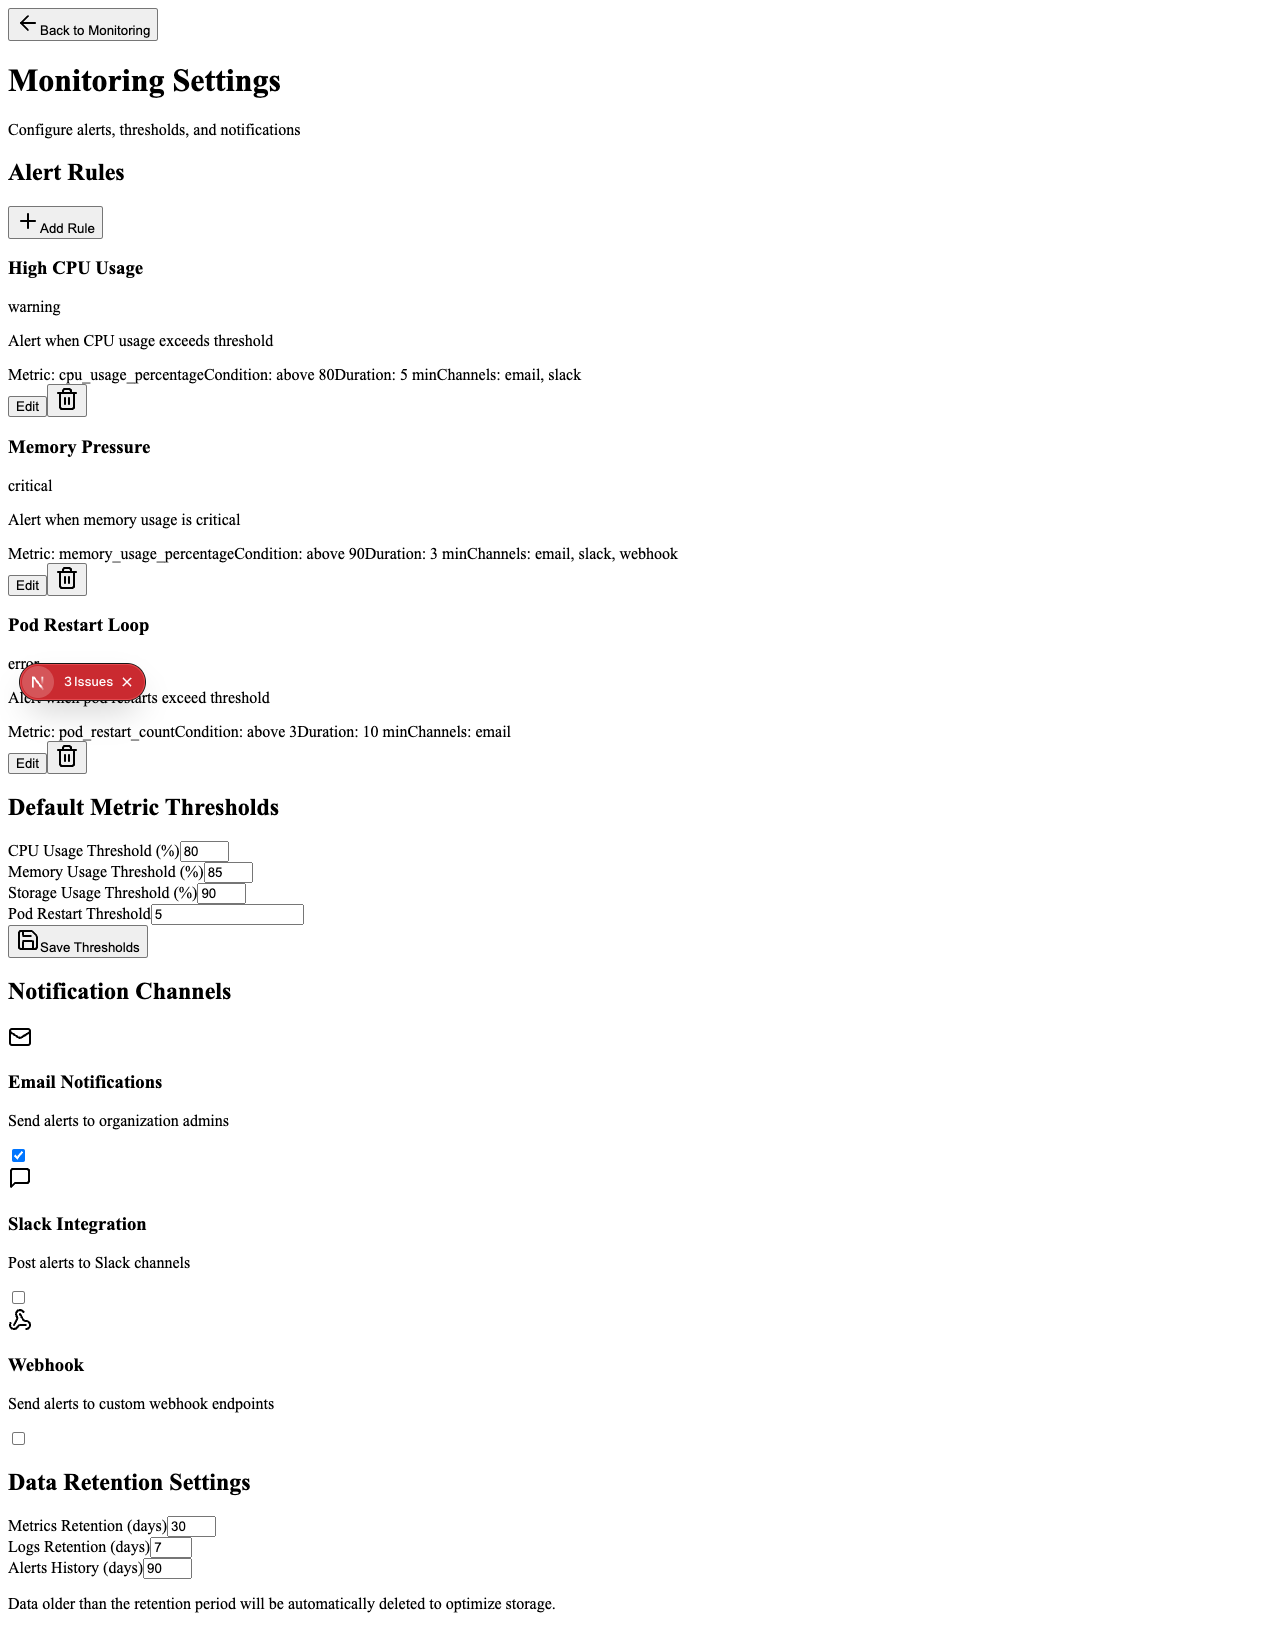 Back to Monitoring
Monitoring Settings
Configure alerts, thresholds, and notifications
Alert Rules
Add Rule
High CPU Usage
warning
Alert when CPU usage exceeds threshold
Metric: cpu_usage_percentageCondition: above 80Duration: 5 minChannels: email, slack
Edit
Memory Pressure
critical
Alert when memory usage is critical
Metric: memory_usage_percentageCondition: above 90Duration: 3 minChannels: email, slack, webhook
Edit
Pod Restart Loop
error
3 Issues
Alert when pod restarts exceed threshold
Metric: pod_restart_countCondition: above 3Duration: 10 minChannels: email
Edit
Default Metric Thresholds
CPU Usage Threshold (%) 80
Memory Usage Threshold (%) 85
Storage Usage Threshold (%) 90
Pod Restart Threshold 5
Save Thresholds
Notification Channels
Email Notifications
Send alerts to organization admins
Slack Integration
Post alerts to Slack channels
Webhook
Send alerts to custom webhook endpoints
Data Retention Settings
Metrics Retention (days) 30
Logs Retention (days) 7
Alerts History (days) 90
Data older than the retention period will be automatically deleted to optimize storage.